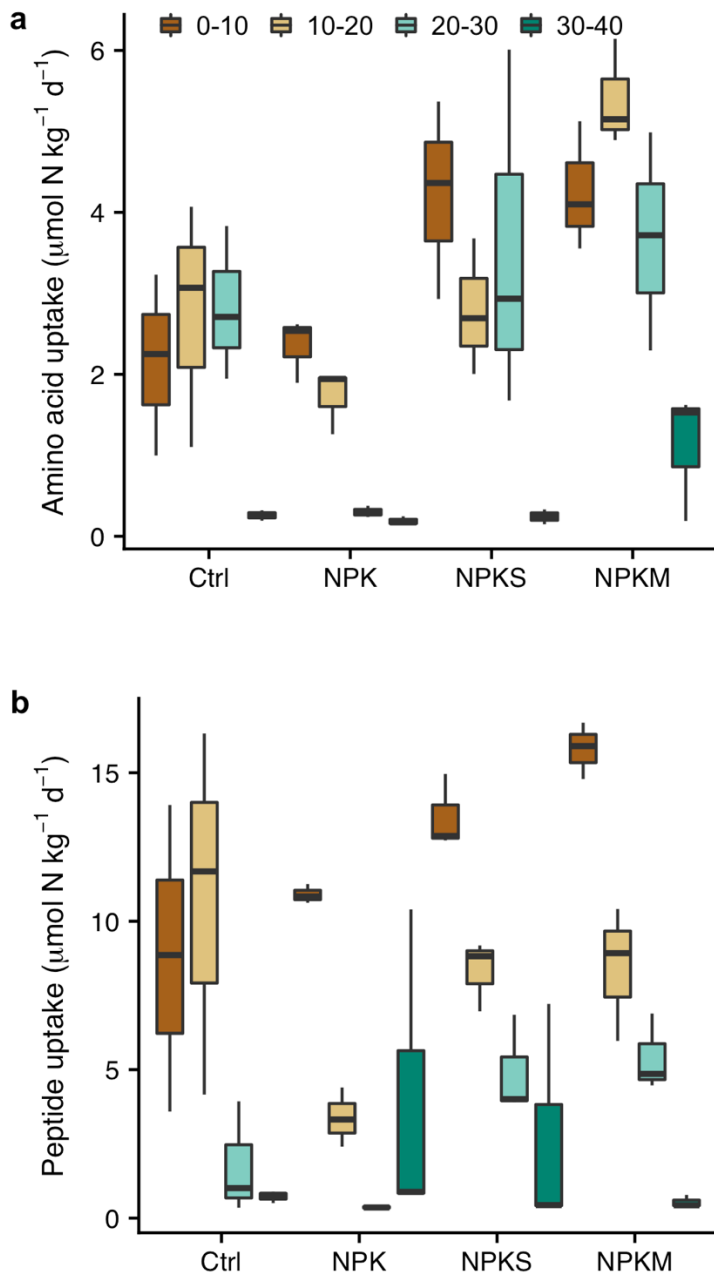 a
0-10 10-20 20-30 30-40
Amino acid uptake (μmol N kg⁻¹ d⁻¹)
6
4
2
0
Ctrl NPK NPKS NPKM
b
Peptide uptake (μmol N kg⁻¹ d⁻¹)
15
10
5
0
Ctrl NPK NPKS NPKM